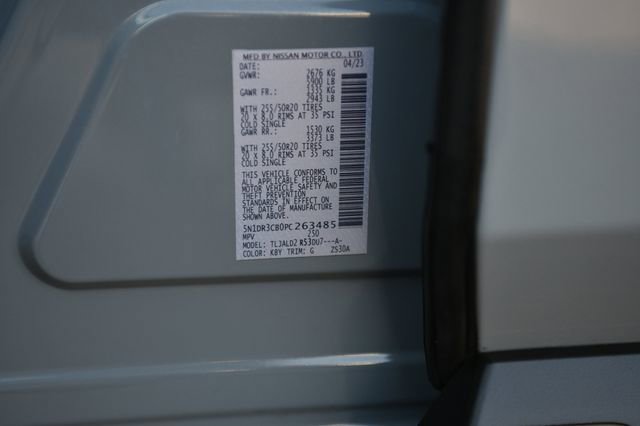 MFD BY NISSAN MOTOR CO., LTD.
DATE: 04/23
GVWR: 2676 KG
5900 LB
GAWR FR.: 1335 KG
2943 LB
WITH 255/50R20 TIRES
20 x 8.0 RIMS AT 35 PSI
COLD SINGLE
GAWR RR.: 1530 KG
3373 LB
WITH 255/50R20 TIRES
20 x 8.0 RIMS AT 35 PSI
COLD SINGLE
THIS VEHICLE CONFORMS TO
ALL APPLICABLE FEDERAL
MOTOR VEHICLE SAFETY AND
THEFT PREVENTION
STANDARDS IN EFFECT ON
THE DATE OF MANUFACTURE
SHOWN ABOVE.
5N1DR3CB0PC263485
MPV 250
MODEL: TLJALD2 R53DU7---A-
COLOR: KBY TRIM: G ZS30A